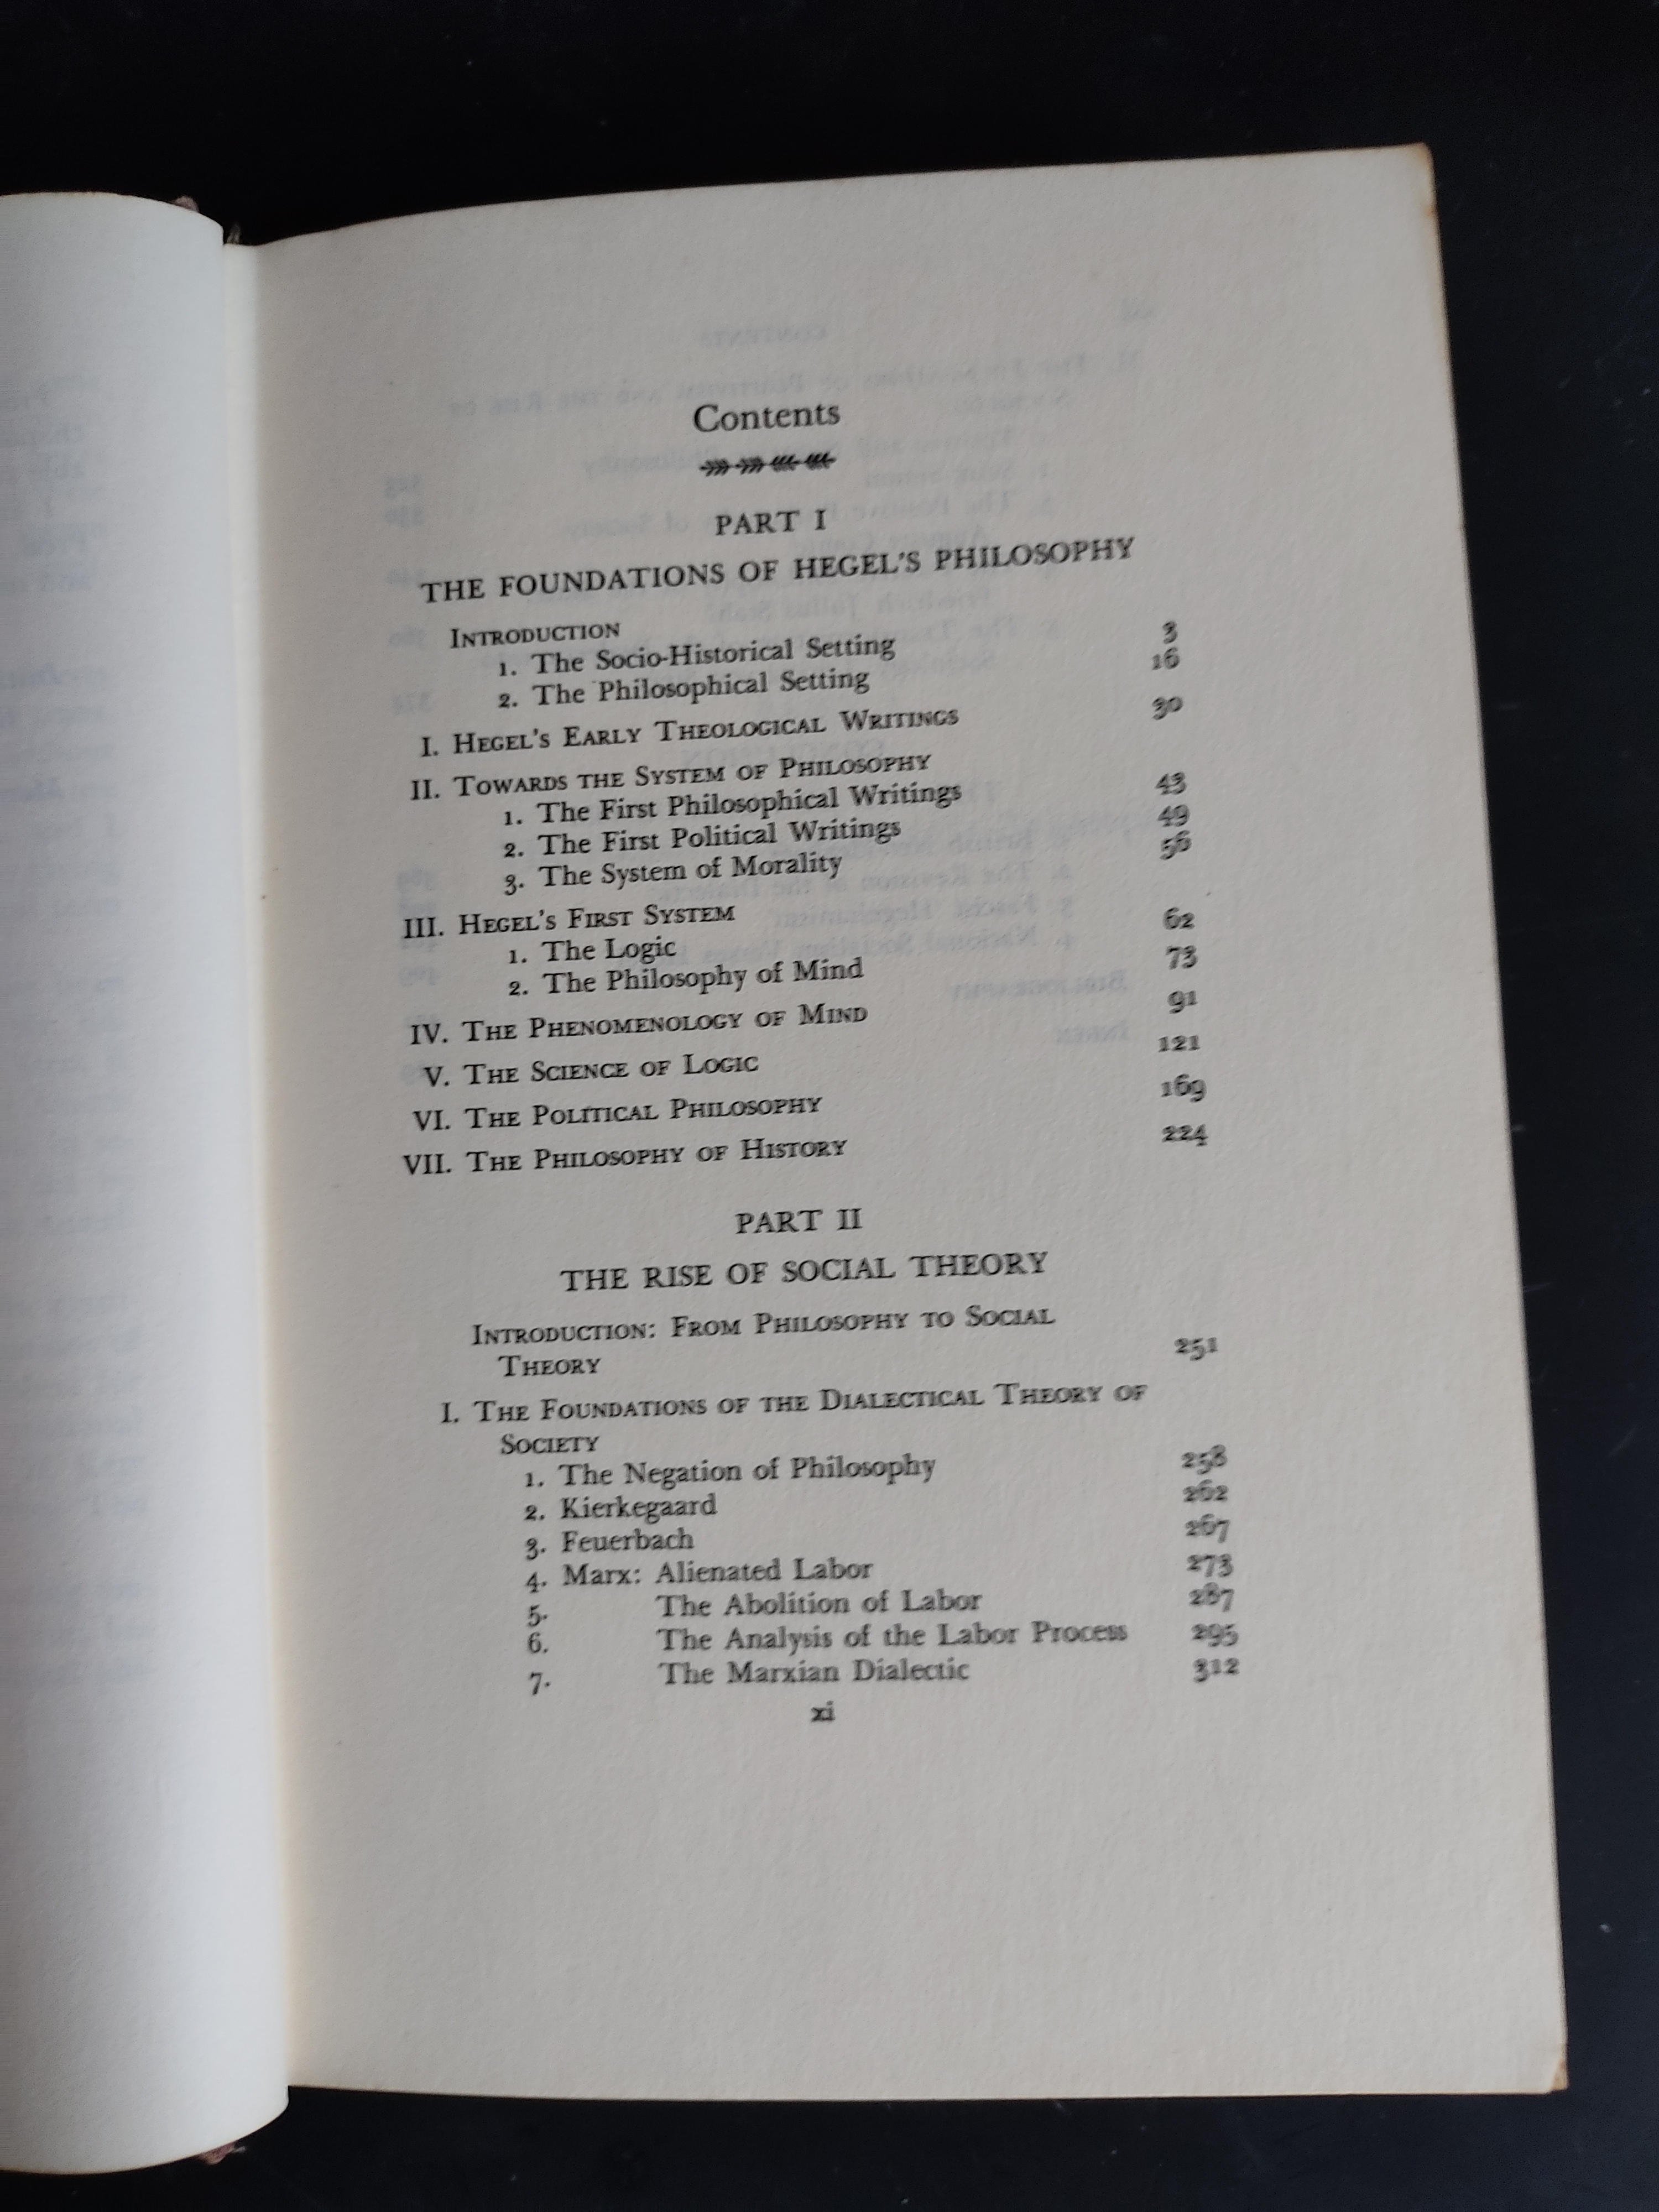 Contents
PART I
THE FOUNDATIONS OF HEGEL'S PHILOSOPHY
INTRODUCTION
1. The Socio-Historical Setting 3
2. The Philosophical Setting 16
I. HEGEL'S EARLY THEOLOGICAL WRITINGS 30
II. TOWARDS THE SYSTEM OF PHILOSOPHY
1. The First Philosophical Writings 43
2. The First Political Writings 49
3. The System of Morality 56
III. HEGEL'S FIRST SYSTEM
1. The Logic 62
2. The Philosophy of Mind 73
IV. THE PHENOMENOLOGY OF MIND 91
V. THE SCIENCE OF LOGIC 121
VI. THE POLITICAL PHILOSOPHY 169
VII. THE PHILOSOPHY OF HISTORY 224
PART II
THE RISE OF SOCIAL THEORY
INTRODUCTION: FROM PHILOSOPHY TO SOCIAL
THEORY 251
I. THE FOUNDATIONS OF THE DIALECTICAL THEORY OF
SOCIETY
1. The Negation of Philosophy 258
2. Kierkegaard 262
3. Feuerbach 267
4. Marx: Alienated Labor 273
5. The Abolition of Labor 287
6. The Analysis of the Labor Process 295
7. The Marxian Dialectic 312
xi